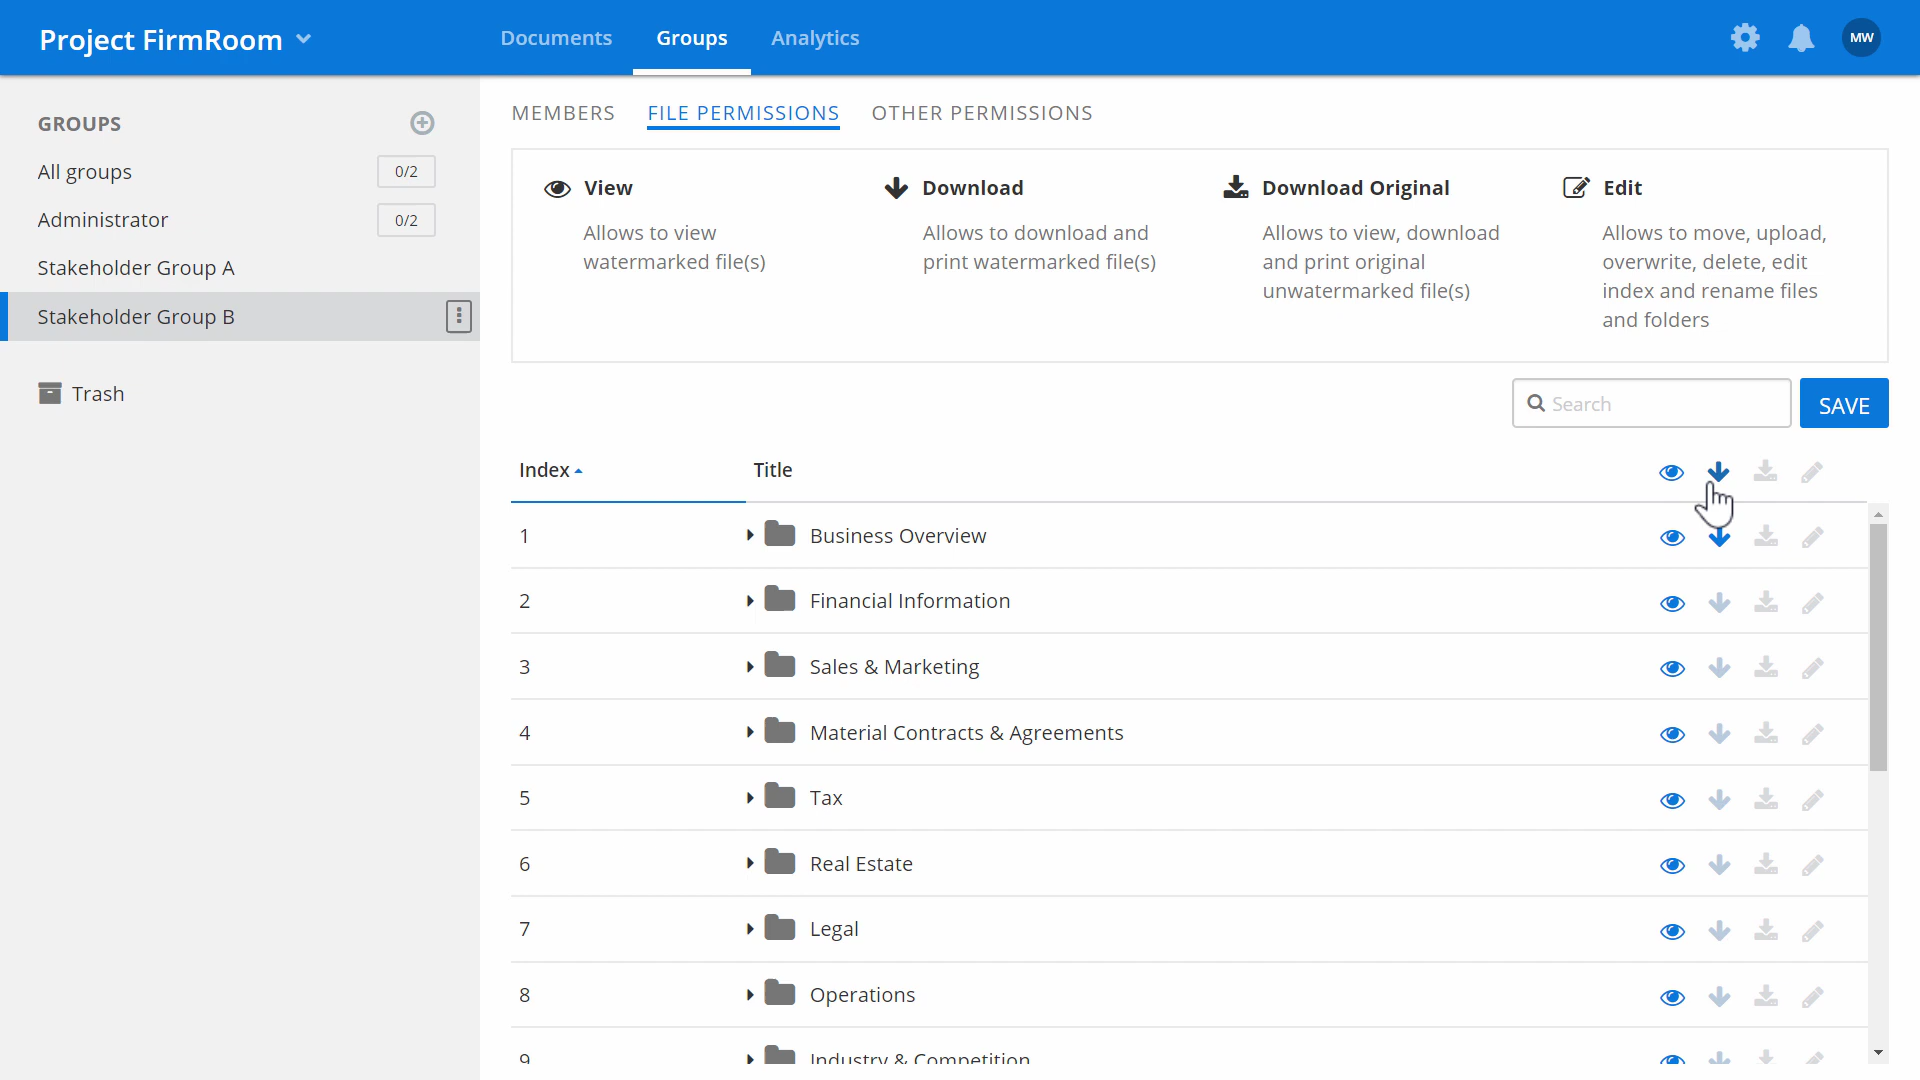 Project FirmRoom
Documents
Groups
Analytics
MW
GROUPS
All groups
0/2
Administrator
0/2
Stakeholder Group A
Stakeholder Group B
Trash
MEMBERS
FILE PERMISSIONS
OTHER PERMISSIONS
View
Allows to view
watermarked file(s)
Download
Allows to download and
print watermarked file(s)
Download Original
Allows to view, download
and print original
unwatermarked file(s)
Edit
Allows to move, upload,
overwrite, delete, edit
index and rename files
and folders
Search
SAVE
Index
Title
1 Business Overview
2 Financial Information
3 Sales & Marketing
4 Material Contracts & Agreements
5 Tax
6 Real Estate
7 Legal
8 Operations
9 Industry & Competition